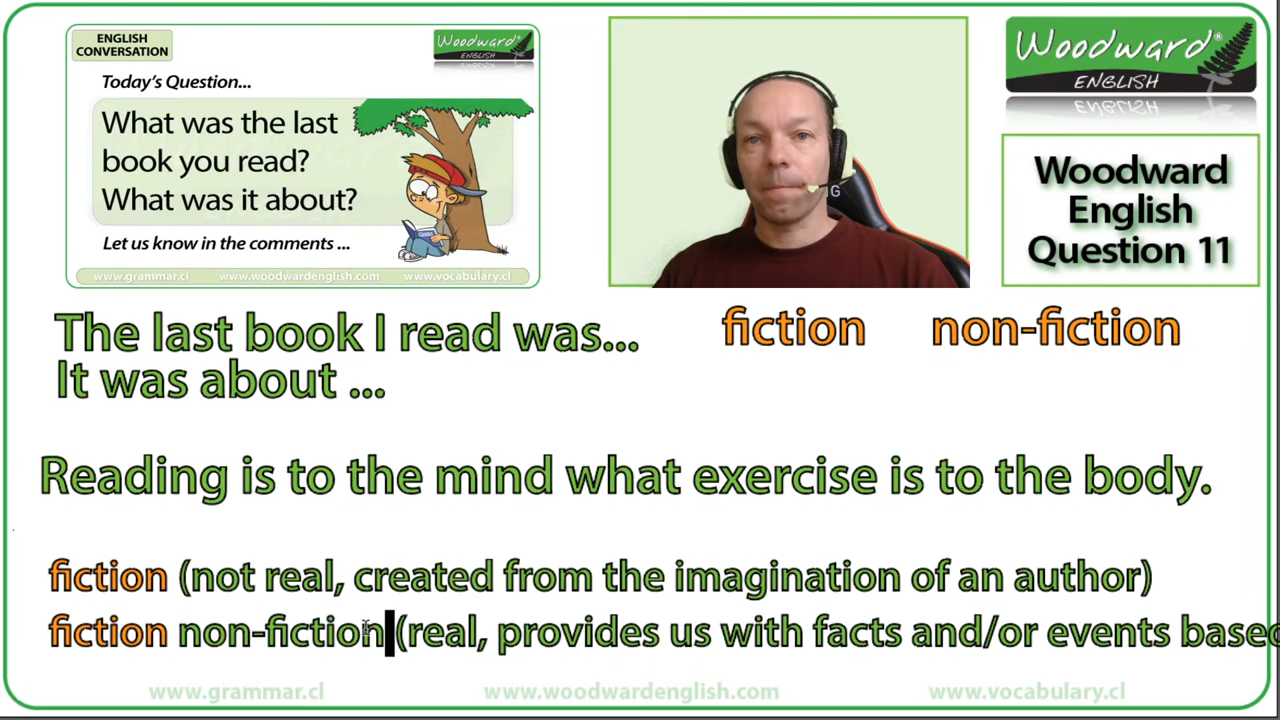 ENGLISH
CONVERSATION
Woodward®
ENGLISH
Today's Question...
What was the last
book you read?
What was it about?
Let us know in the comments ...
www.grammar.cl www.woodwardenglish.com www.vocabulary.cl
G
Woodward®
ENGLISH
Woodward
English
Question 11
The last book I read was...
It was about ...
fiction non-fiction
Reading is to the mind what exercise is to the body.
fiction (not real, created from the imagination of an author)
fiction non-fiction (real, provides us with facts and/or events based
www.grammar.cl www.woodwardenglish.com www.vocabulary.cl